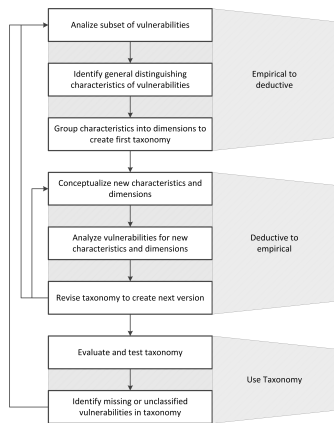 Analize subset of vulnerabilities
Identify general distinguishing
characteristics of vulnerabilities
Empirical to
deductive
Group characteristics into dimensions to
create first taxonomy
Conceptualize new characteristics and
dimensions
Analyze vulnerabilities for new
characteristics and dimensions
Deductive to
empirical
Revise taxonomy to create next version
Evaluate and test taxonomy
Use Taxonomy
Identify missing or unclassified
vulnerabilities in taxonomy